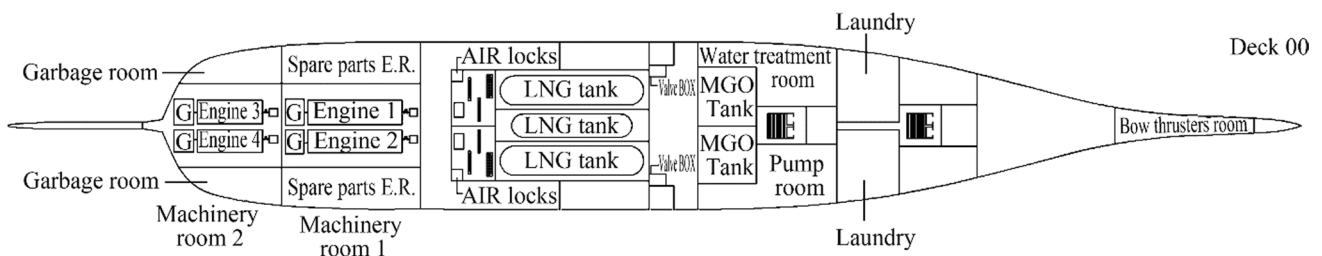 Laundry
Deck 00
Garbage room
Spare parts E.R.
AIR locks
LNG tank
Valve BOX
Water treatment
room
MGO
Tank
G
Engine 3
G
Engine 1
LNG tank
G
Engine 4
G
Engine 2
LNG tank
Valve BOX
MGO
Tank
Pump
room
Bow thrusters room
Garbage room
Spare parts E.R.
AIR locks
Machinery
room 2
Machinery
room 1
Laundry